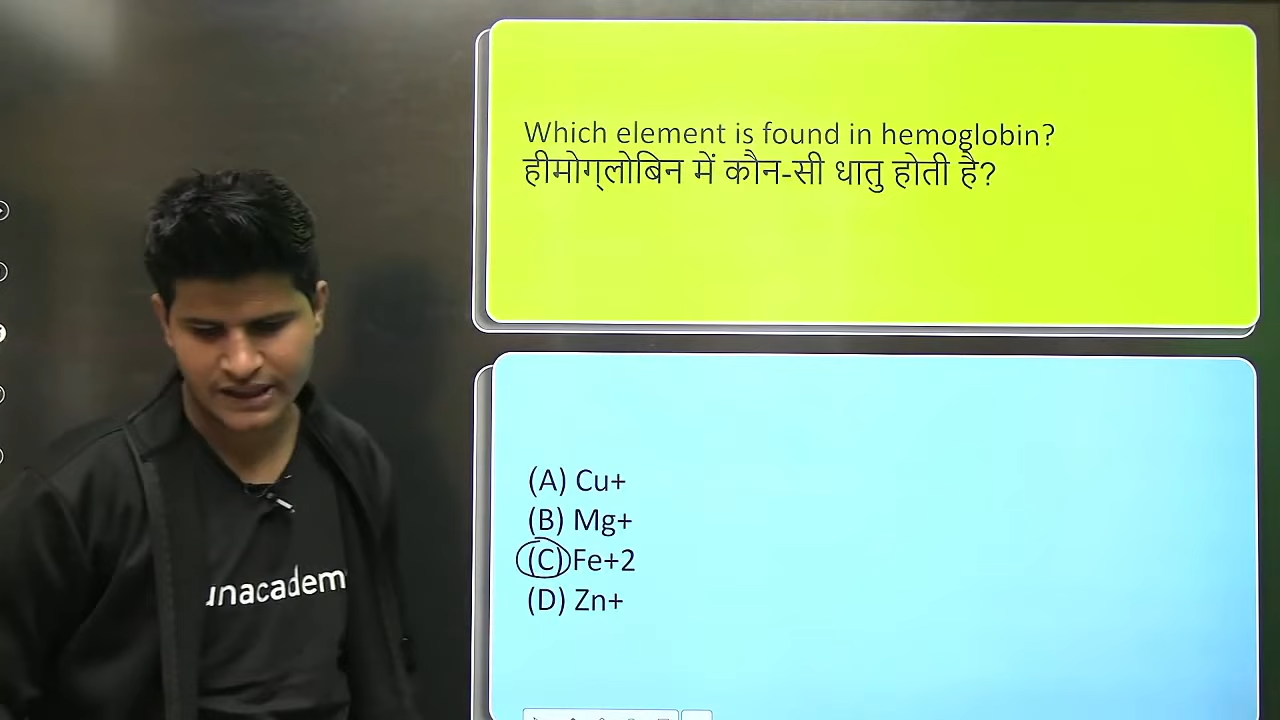 Which element is found in hemoglobin?
हीमोग्लोबिन में कौन-सी धातु होती है?
(A) Cu+
(B) Mg+
(C) Fe+2
(D) Zn+
unacadem